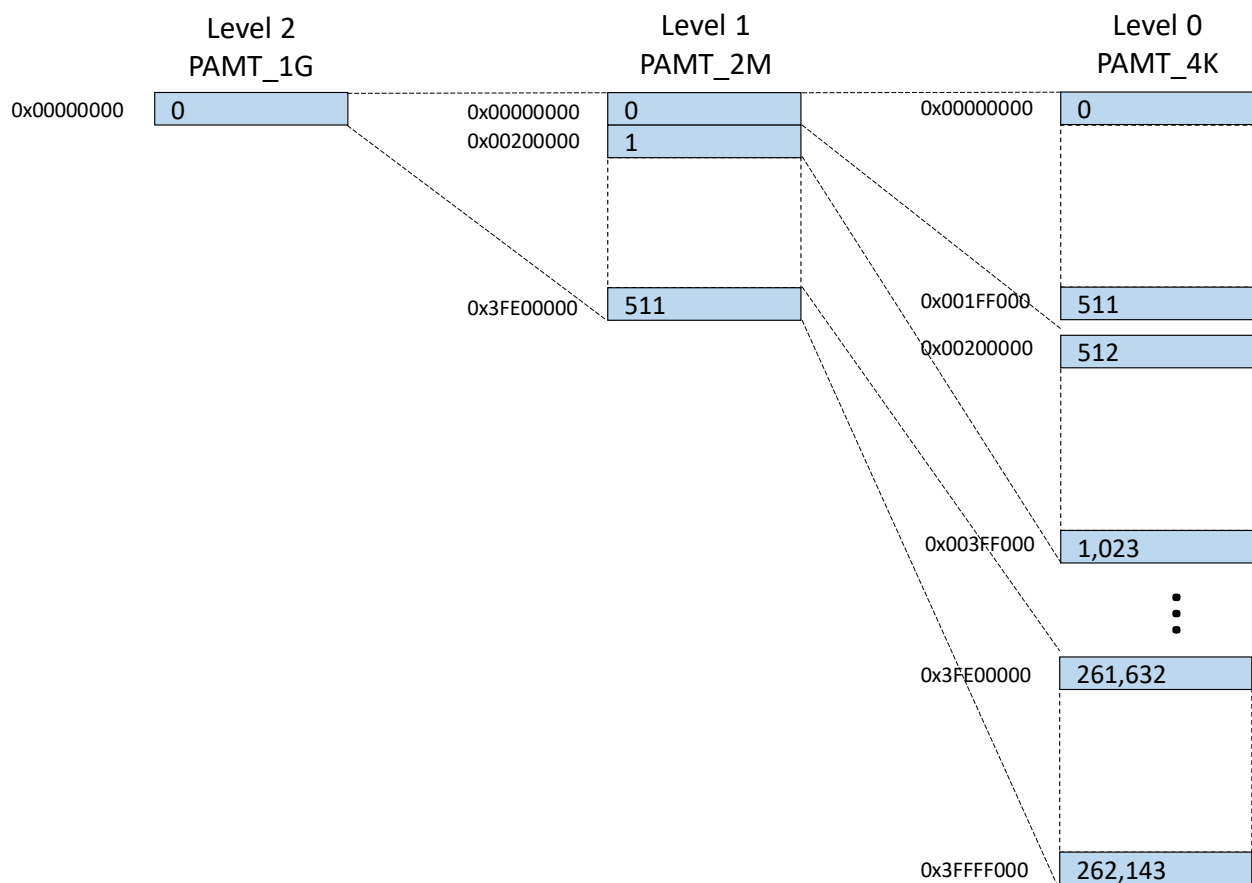 Level 2
PAMT_1G
Level 1
PAMT_2M
Level 0
PAMT_4K
0x00000000
0
0x00000000
0
0x00000000
0
0x00200000
1
0x3FE00000
511
0x001FF000
511
0x00200000
512
0x003FF000
1,023
0x3FE00000
261,632
0x3FFFF000
262,143